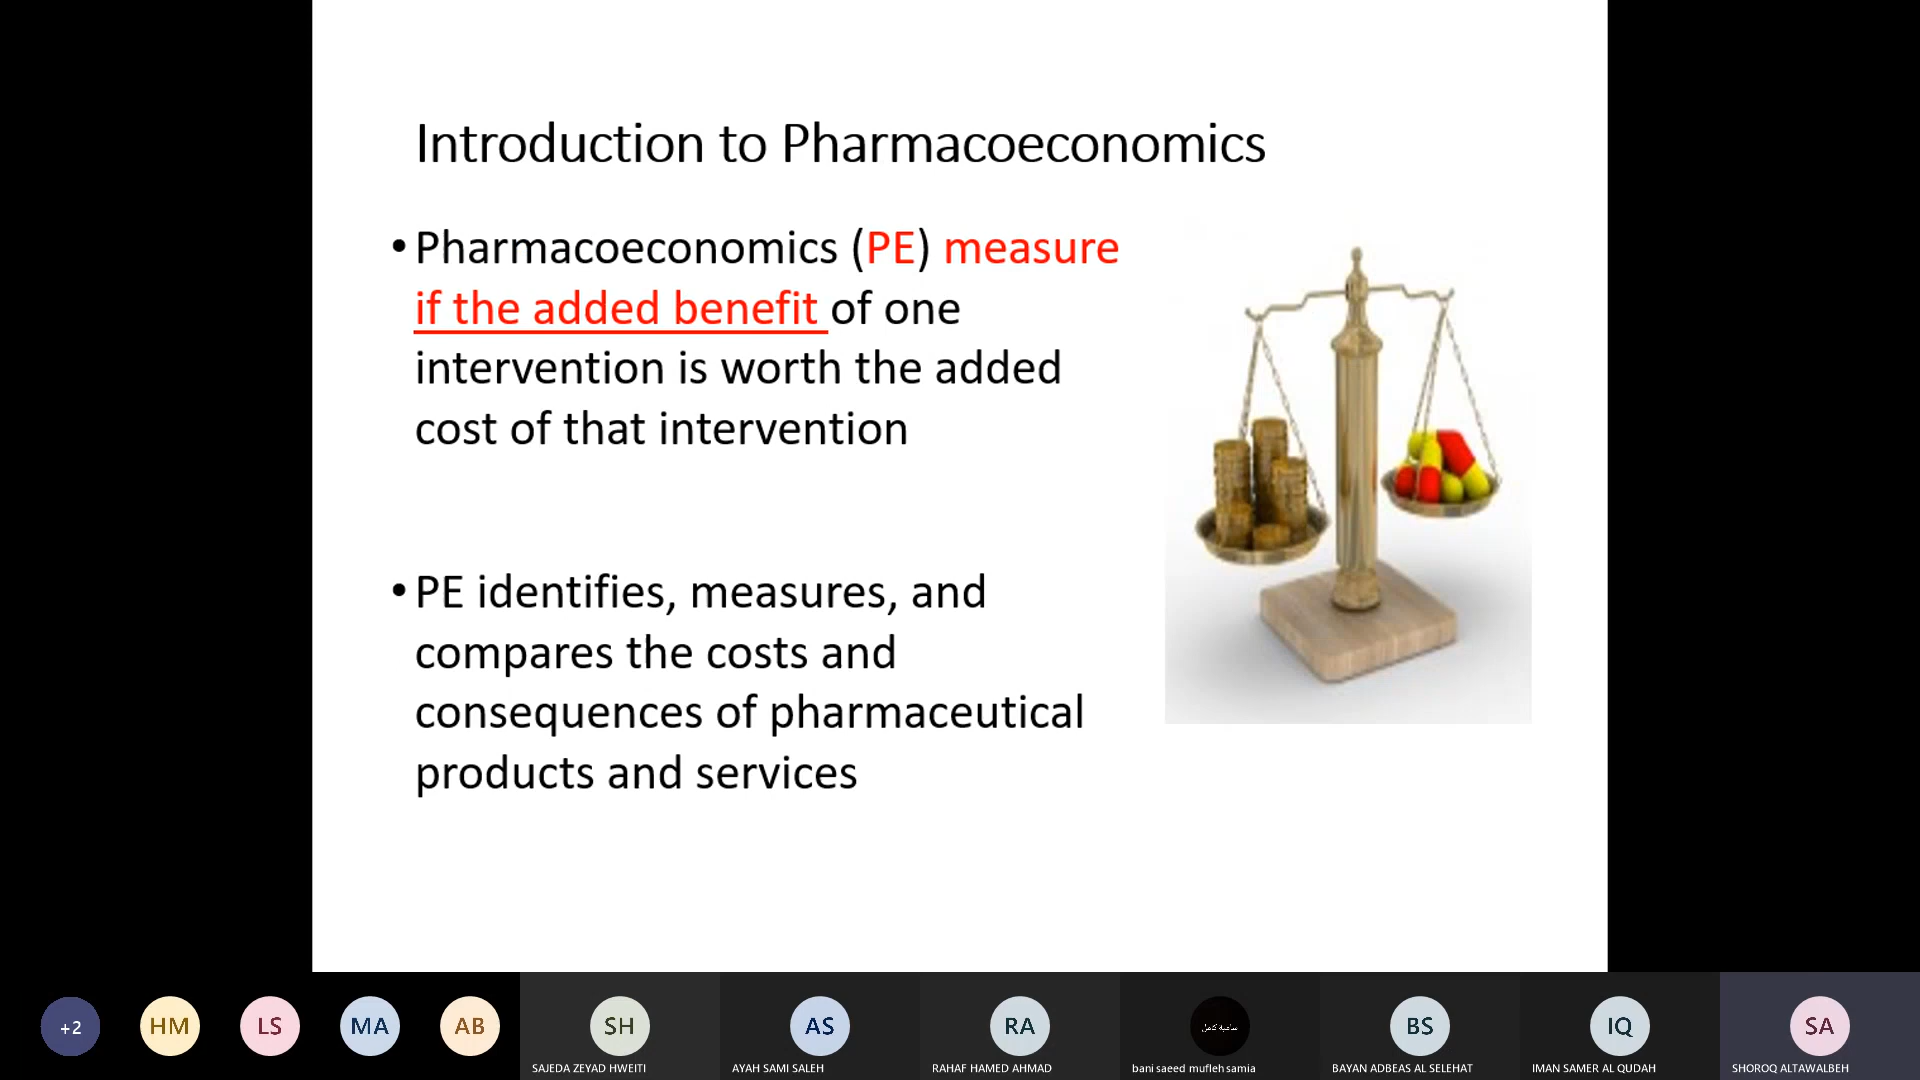 Introduction to Pharmacoeconomics
• Pharmacoeconomics (PE) measure
if the added benefit of one
intervention is worth the added
cost of that intervention
• PE identifies, measures, and
compares the costs and
consequences of pharmaceutical
products and services
+2
HM
LS
MA
AB
SH
AS
RA
سامية كامل
BS
IQ
SA
SAJEDA ZEYAD HWEITI
AYAH SAMI SALEH
RAHAF HAMED AHMAD
bani saeed mufleh samia
BAYAN ADBEAS AL SELEHAT
IMAN SAMER AL QUDAH
SHOROQ ALTAWALBEH